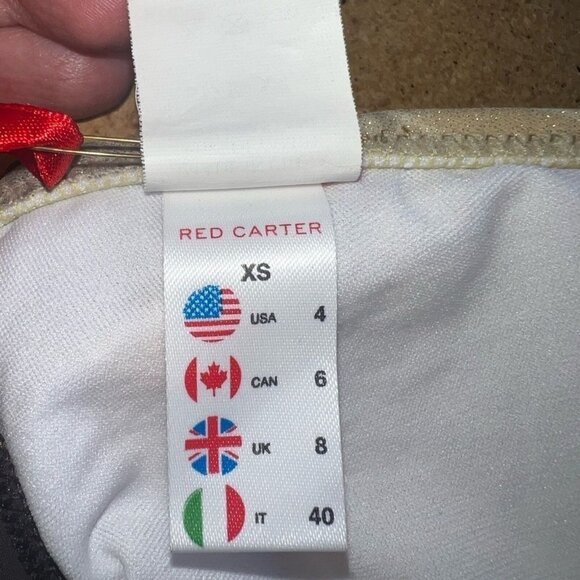 RED CARTER
XS
USA 4
CAN 6
UK 8
IT 40